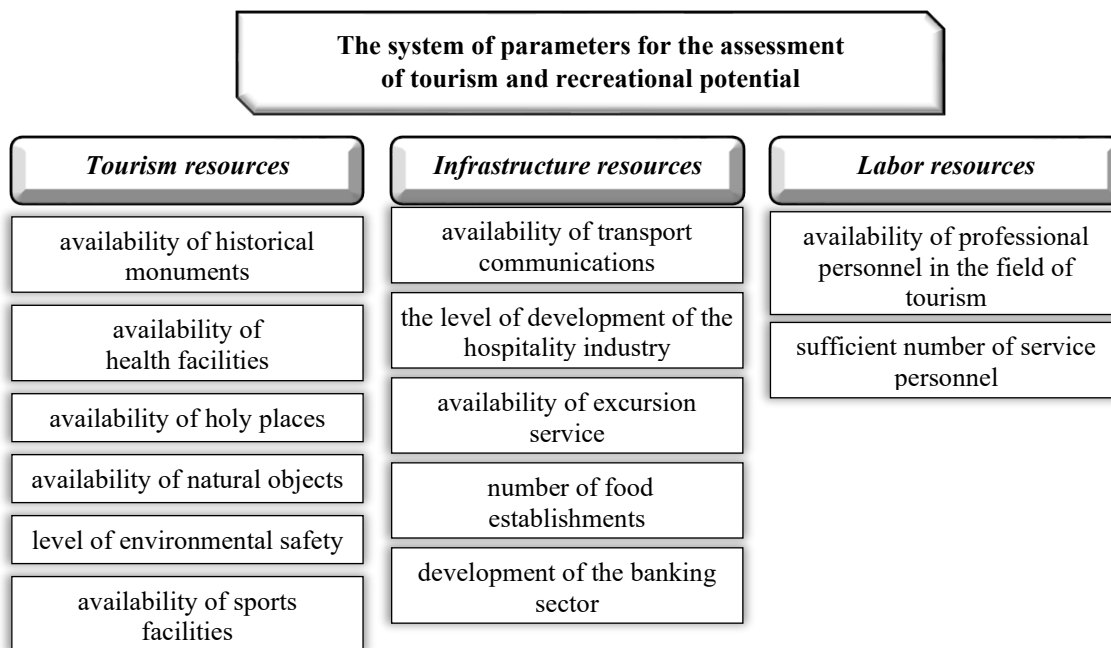 The system of parameters for the assessment
of tourism and recreational potential
Tourism resources
availability of historical
monuments
availability of
health facilities
availability of holy places
availability of natural objects
level of environmental safety
availability of sports
facilities
Infrastructure resources
availability of transport
communications
the level of development of the
hospitality industry
availability of excursion
service
number of food
establishments
development of the banking
sector
Labor resources
availability of professional
personnel in the field of
tourism
sufficient number of service
personnel